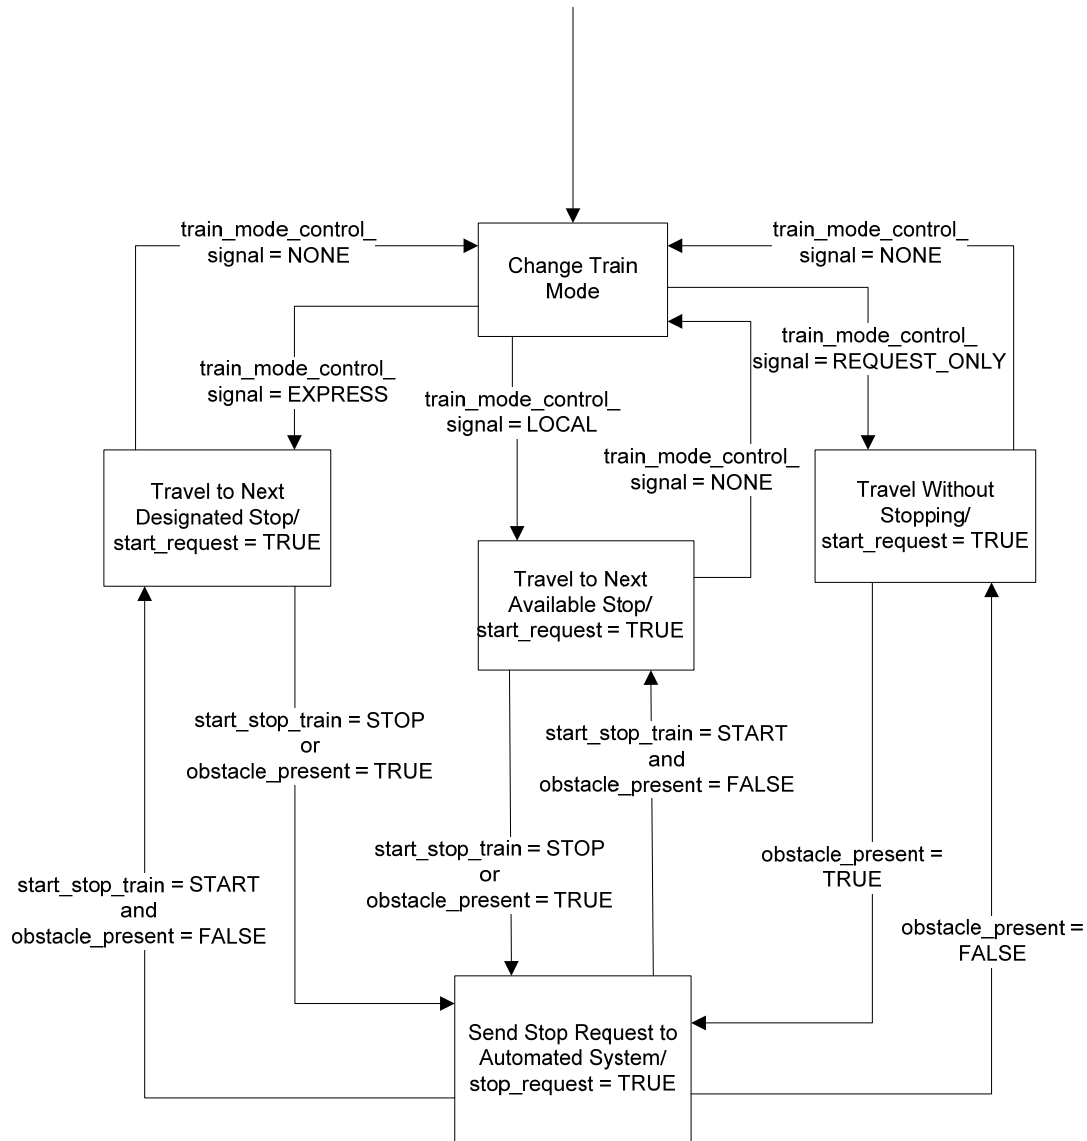 train_mode_control_
signal = NONE
train_mode_control_
signal = NONE
Change Train
Mode
train_mode_control_
signal = EXPRESS
train_mode_control_
signal = LOCAL
train_mode_control_
signal = REQUEST_ONLY
train_mode_control_
signal = NONE
Travel to Next
Designated Stop/
start_request = TRUE
Travel to Next
Available Stop/
start_request = TRUE
Travel Without
Stopping/
start_request = TRUE
start_stop_train = STOP
or
obstacle_present = TRUE
start_stop_train = START
and
obstacle_present = FALSE
start_stop_train = STOP
or
obstacle_present = TRUE
obstacle_present =
TRUE
start_stop_train = START
and
obstacle_present = FALSE
obstacle_present =
FALSE
Send Stop Request to
Automated System/
stop_request = TRUE